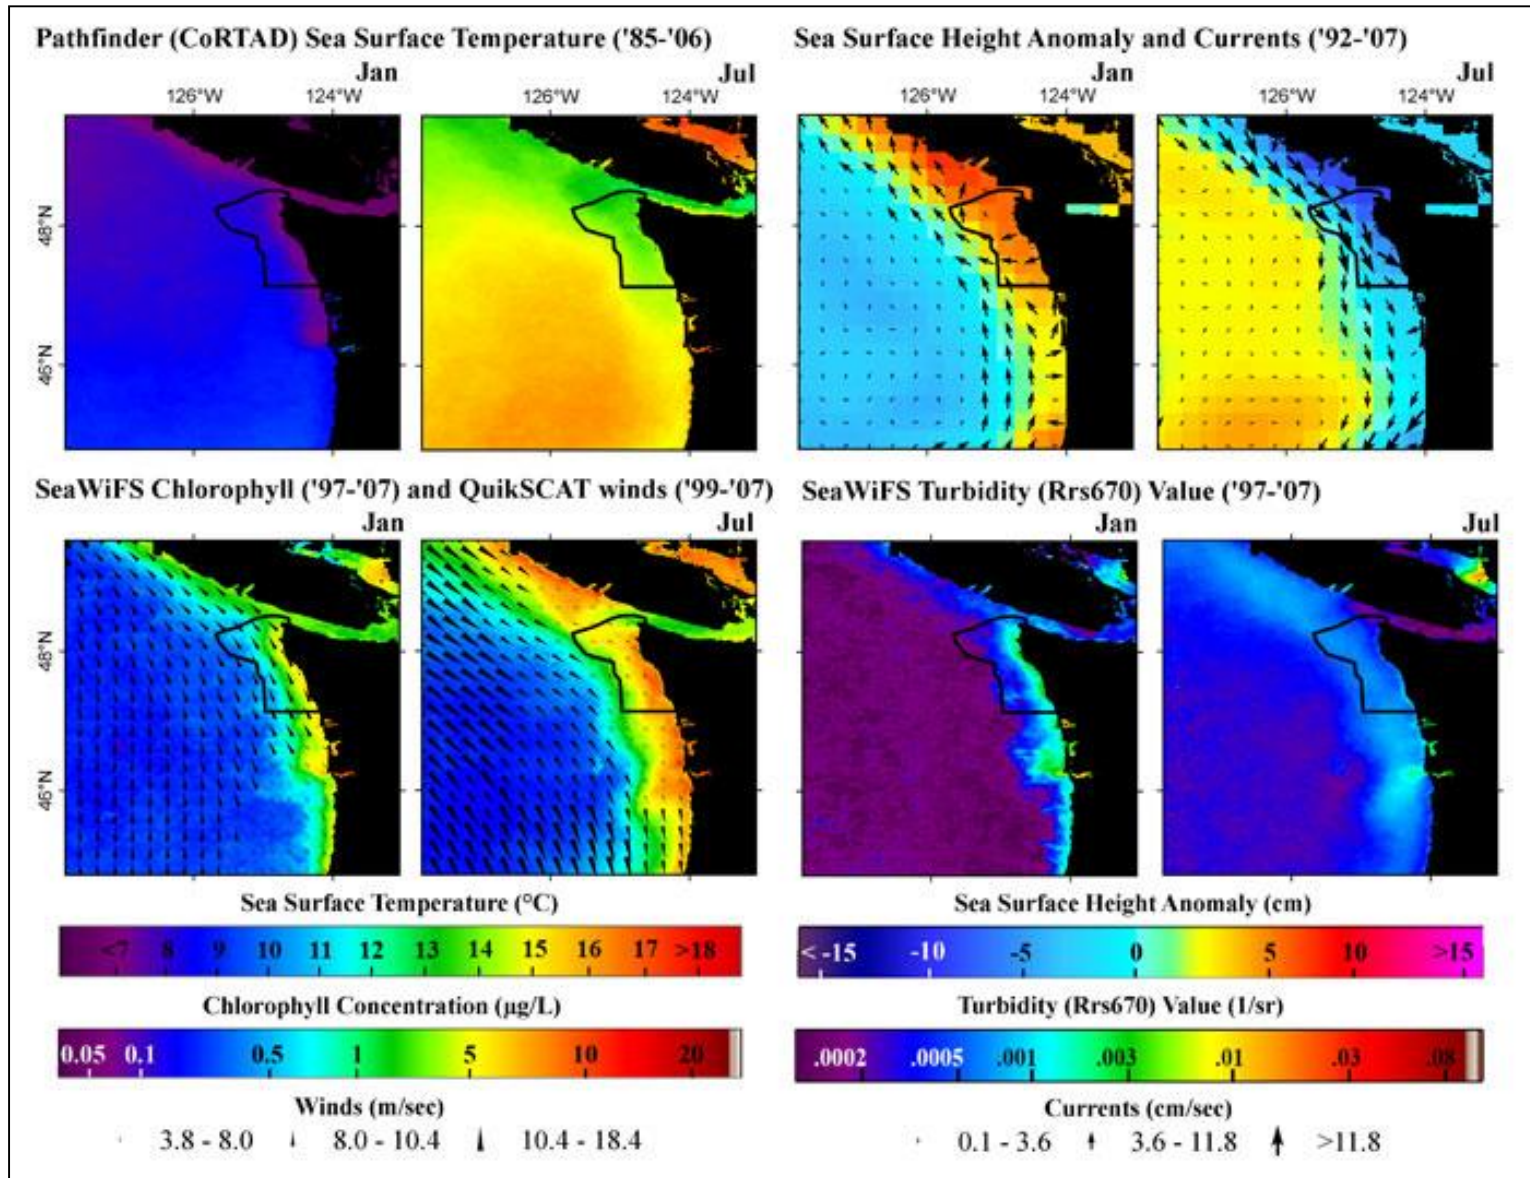 Pathfinder (CoRTAD) Sea Surface Temperature ('85-'06)
Jan
Jul
126°W 124°W
126°W 124°W
48°N
46°N
Sea Surface Height Anomaly and Currents ('92-'07)
Jan
Jul
126°W 124°W
126°W 124°W
SeaWiFS Chlorophyll ('97-'07) and QuikSCAT winds ('99-'07)
Jan
Jul
48°N
46°N
SeaWiFS Turbidity (Rrs670) Value ('97-'07)
Jan
Jul
Sea Surface Temperature (°C)
<7 8 9 10 11 12 13 14 15 16 17 >18
Chlorophyll Concentration (µg/L)
0.05 0.1 0.5 1 5 10 20
Winds (m/sec)
3.8 - 8.0 8.0 - 10.4 10.4 - 18.4
Sea Surface Height Anomaly (cm)
< -15 -10 -5 0 5 10 >15
Turbidity (Rrs670) Value (1/sr)
.0002 .0005 .001 .003 .01 .03 .08
Currents (cm/sec)
0.1 - 3.6 3.6 - 11.8 >11.8